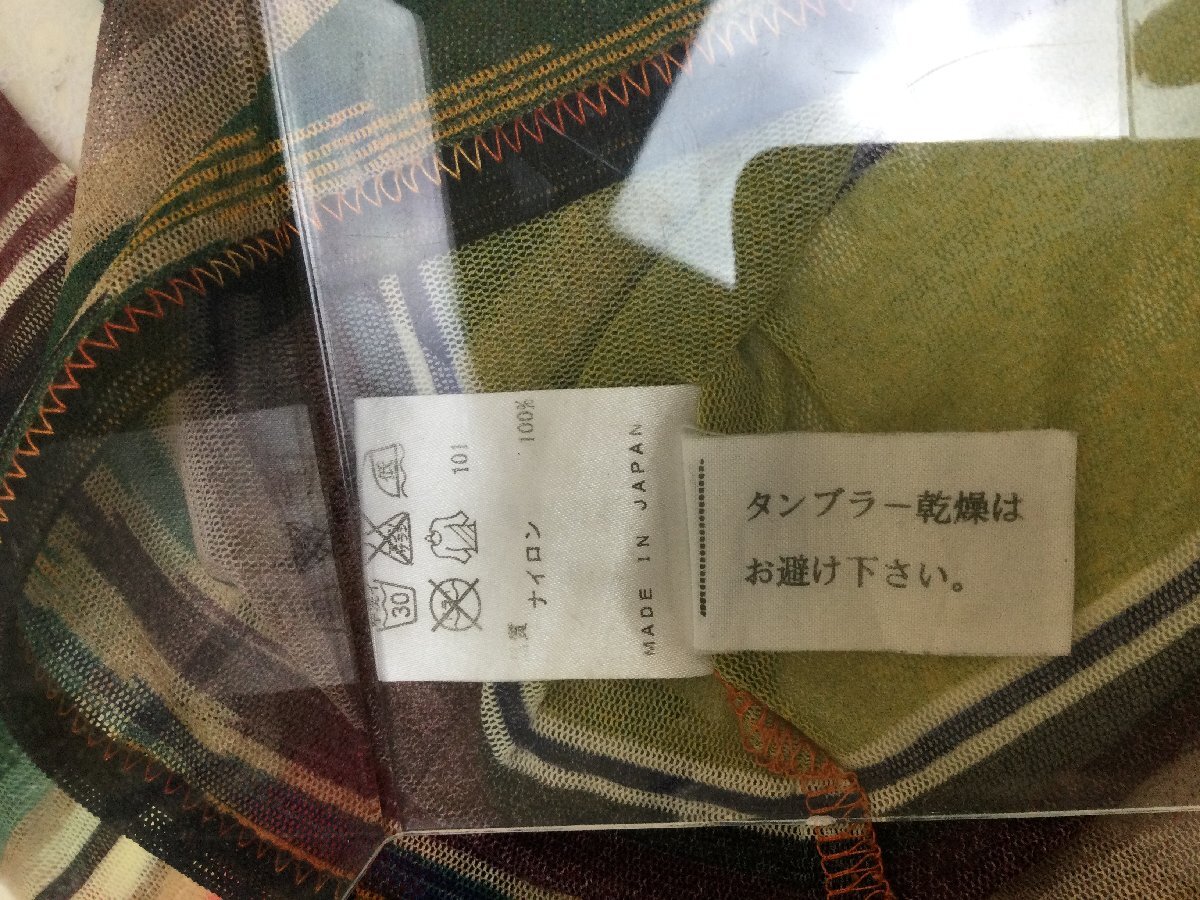 101
30
質
ナイロン 100%
MADE IN JAPAN
タンブラー乾燥は
お避け下さい。